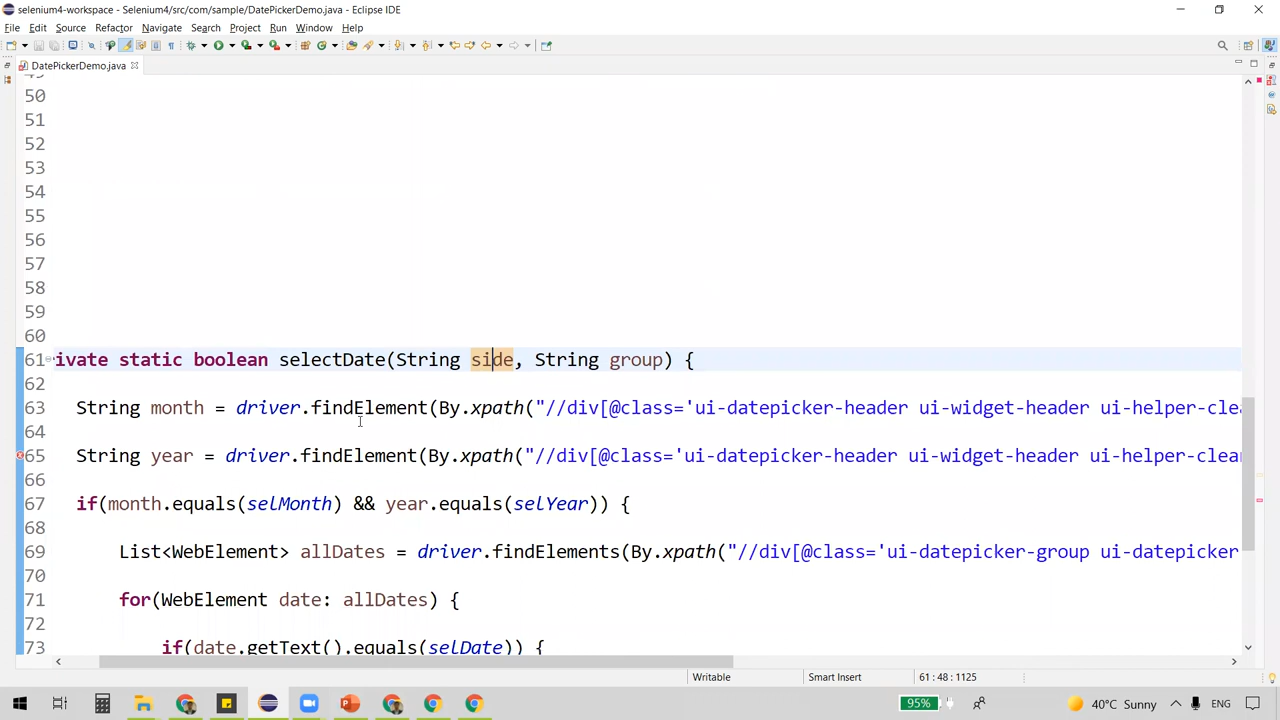 selenium4-workspace - Selenium4/src/com/sample/DatePickerDemo.java - Eclipse IDE
File Edit Source Refactor Navigate Search Project Run Window Help
DatePickerDemo.java
50
51
52
53
54
55
56
57
58
59
60
61 ivate static boolean selectDate(String side, String group) {
62
63 String month = driver.findElement(By.xpath("//div[@class='ui-datepicker-header ui-widget-header ui-helper-clea
64
65 String year = driver.findElement(By.xpath("//div[@class='ui-datepicker-header ui-widget-header ui-helper-clear
66
67 if(month.equals(selMonth) && year.equals(selYear)) {
68
69 List<WebElement> allDates = driver.findElements(By.xpath("//div[@class='ui-datepicker-group ui-datepicker-
70
71 for(WebElement date: allDates) {
72
73 if(date.getText().equals(selDate)) {
Writable Smart Insert 61 : 48 : 1125
95% 40°C Sunny ENG